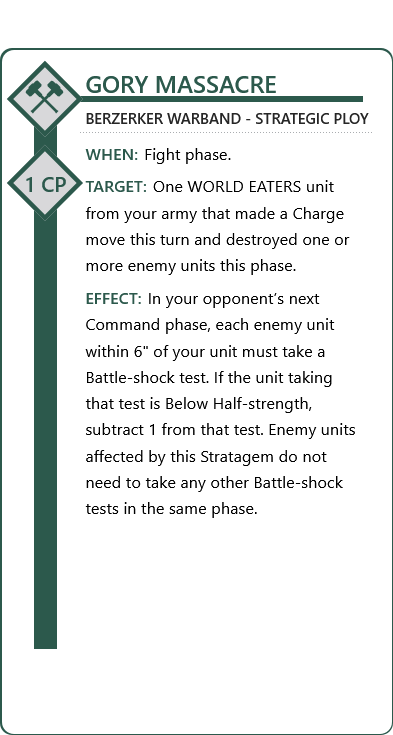 GORY MASSACRE
BERZERKER WARBAND - STRATEGIC PLOY
WHEN: Fight phase.
1 CP
TARGET: One WORLD EATERS unit
from your army that made a Charge
move this turn and destroyed one or
more enemy units this phase.
EFFECT: In your opponent’s next
Command phase, each enemy unit
within 6" of your unit must take a
Battle-shock test. If the unit taking
that test is Below Half-strength,
subtract 1 from that test. Enemy units
affected by this Stratagem do not
need to take any other Battle-shock
tests in the same phase.